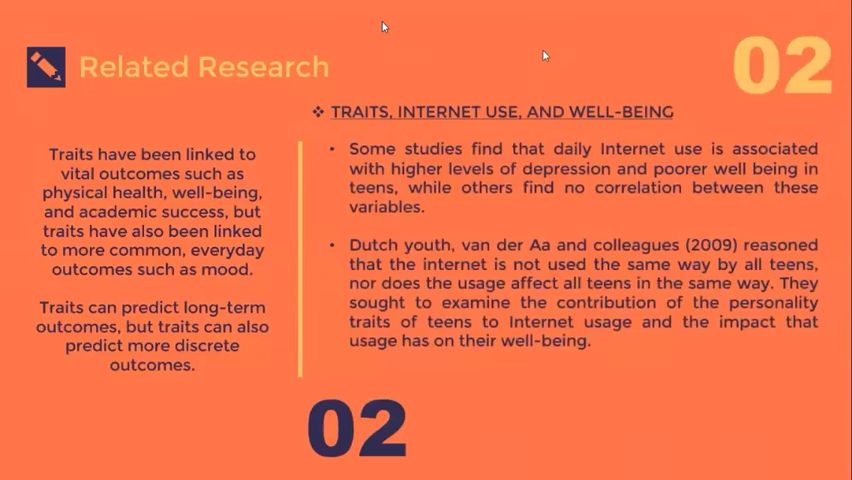 Related Research
02
❖ TRAITS, INTERNET USE, AND WELL-BEING
Traits have been linked to
vital outcomes such as
physical health, well-being,
and academic success, but
traits have also been linked
to more common, everyday
outcomes such as mood.
Traits can predict long-term
outcomes, but traits can also
predict more discrete
outcomes.
• Some studies find that daily Internet use is associated
with higher levels of depression and poorer well being in
teens, while others find no correlation between these
variables.
• Dutch youth, van der Aa and colleagues (2009) reasoned
that the internet is not used the same way by all teens,
nor does the usage affect all teens in the same way. They
sought to examine the contribution of the personality
traits of teens to Internet usage and the impact that
usage has on their well-being.
02